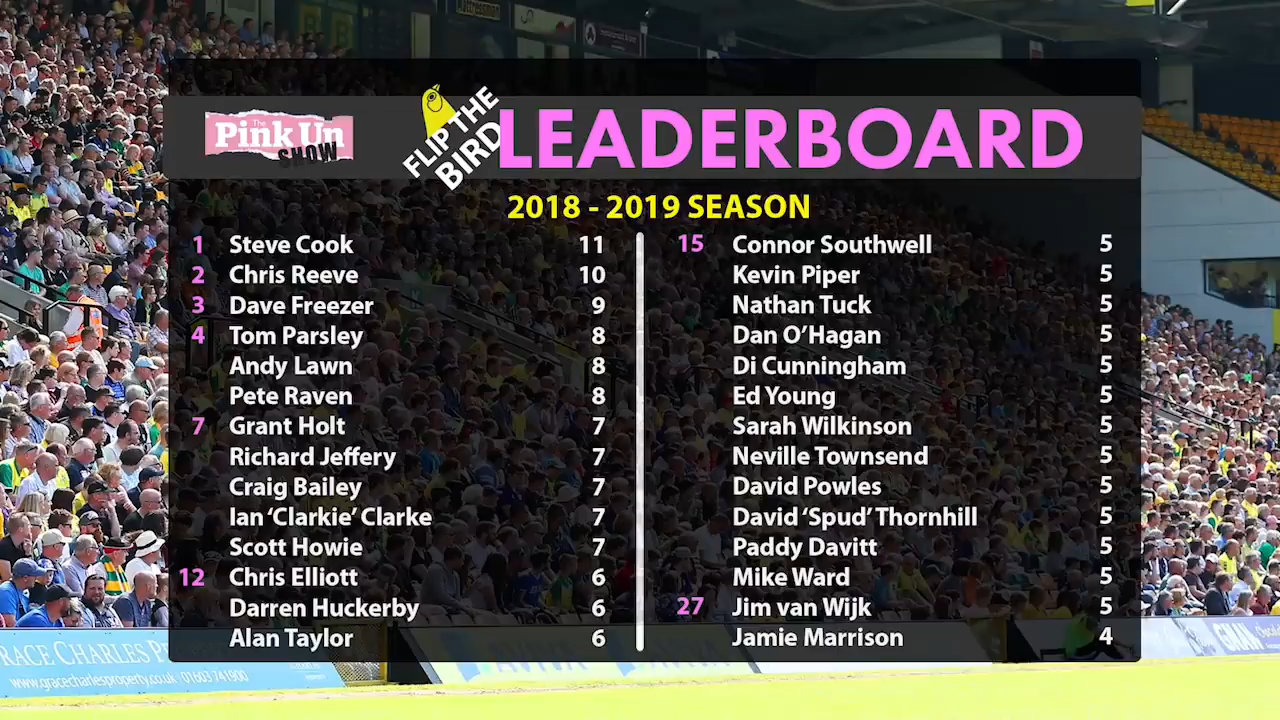 mattressman
The
Pink Un
SHOW
FLIP THE
BIRD
LEADERBOARD
2018 - 2019 SEASON
1 Steve Cook 11
2 Chris Reeve 10
3 Dave Freezer 9
4 Tom Parsley 8
Andy Lawn 8
Pete Raven 8
7 Grant Holt 7
Richard Jeffery 7
Craig Bailey 7
Ian ‘Clarkie’ Clarke 7
Scott Howie 7
12 Chris Elliott 6
Darren Huckerby 6
Alan Taylor 6
15 Connor Southwell 5
Kevin Piper 5
Nathan Tuck 5
Dan O’Hagan 5
Di Cunningham 5
Ed Young 5
Sarah Wilkinson 5
Neville Townsend 5
David Powles 5
David ‘Spud’ Thornhill 5
Paddy Davitt 5
Mike Ward 5
27 Jim van Wijk 5
Jamie Marrison 4
RACE CHARLES
www.gracecharlesproperty.co.uk 01603 741900
AVIVA
AVIVA